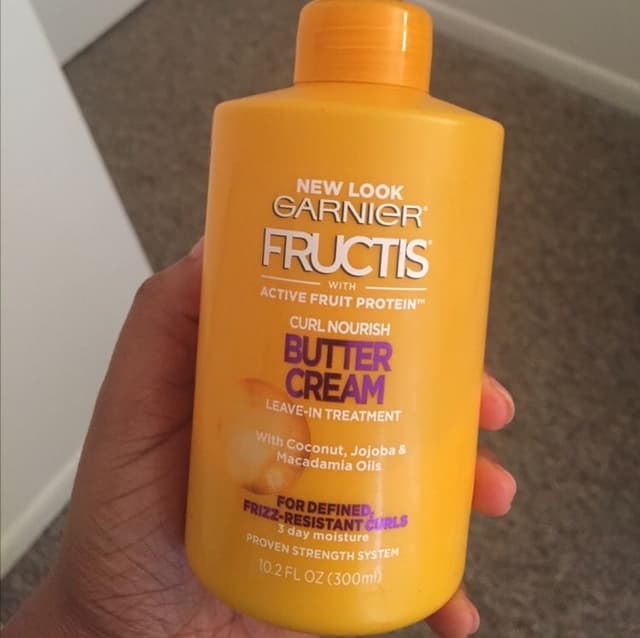 NEW LOOK
GARNIER®
FRUCTIS®
WITH
ACTIVE FRUIT PROTEIN™
CURL NOURISH
BUTTER
CREAM
LEAVE-IN TREATMENT
With Coconut, Jojoba &
Macadamia Oils
FOR DEFINED,
FRIZZ-RESISTANT CURLS
3 day moisture
PROVEN STRENGTH SYSTEM
10.2 FL OZ (300ml)